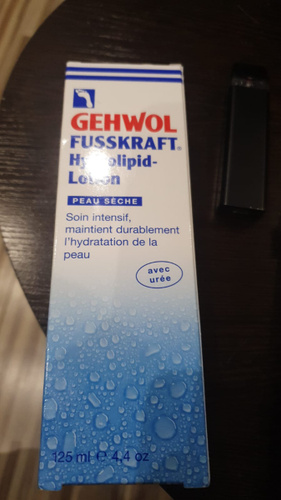 GEHWOL
FUSSKRAFT®
Hydrolipid-
Lotion
PEAU SÈCHE
Soin intensif,
maintient durablement
l'hydratation de la
peau
avec
urée
125 ml ℮ 4,4 oz